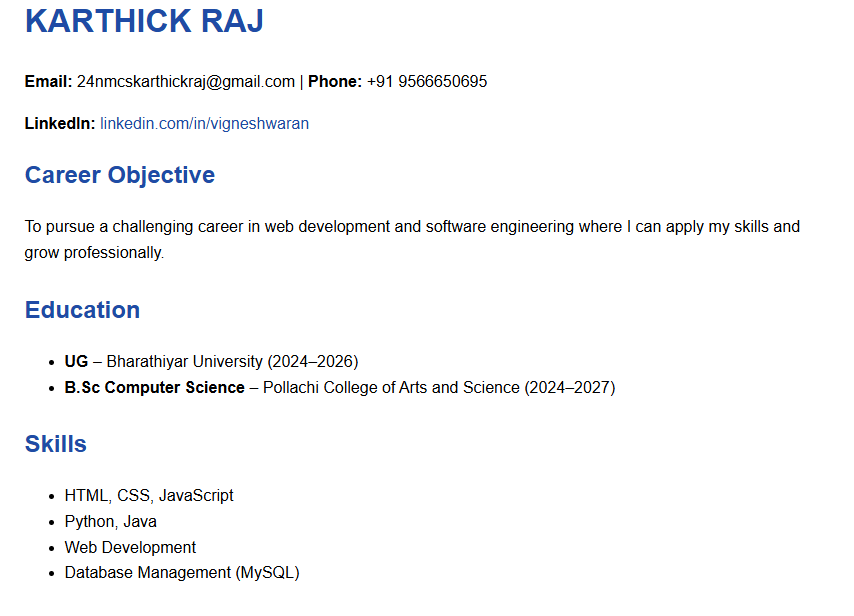 KARTHICK RAJ
Email: 24nmcskarthickraj@gmail.com | Phone: +91 9566650695
LinkedIn: linkedin.com/in/vigneshwaran
Career Objective
To pursue a challenging career in web development and software engineering where I can apply my skills and
grow professionally.
Education
• UG – Bharathiyar University (2024–2026)
• B.Sc Computer Science – Pollachi College of Arts and Science (2024–2027)
Skills
• HTML, CSS, JavaScript
• Python, Java
• Web Development
• Database Management (MySQL)